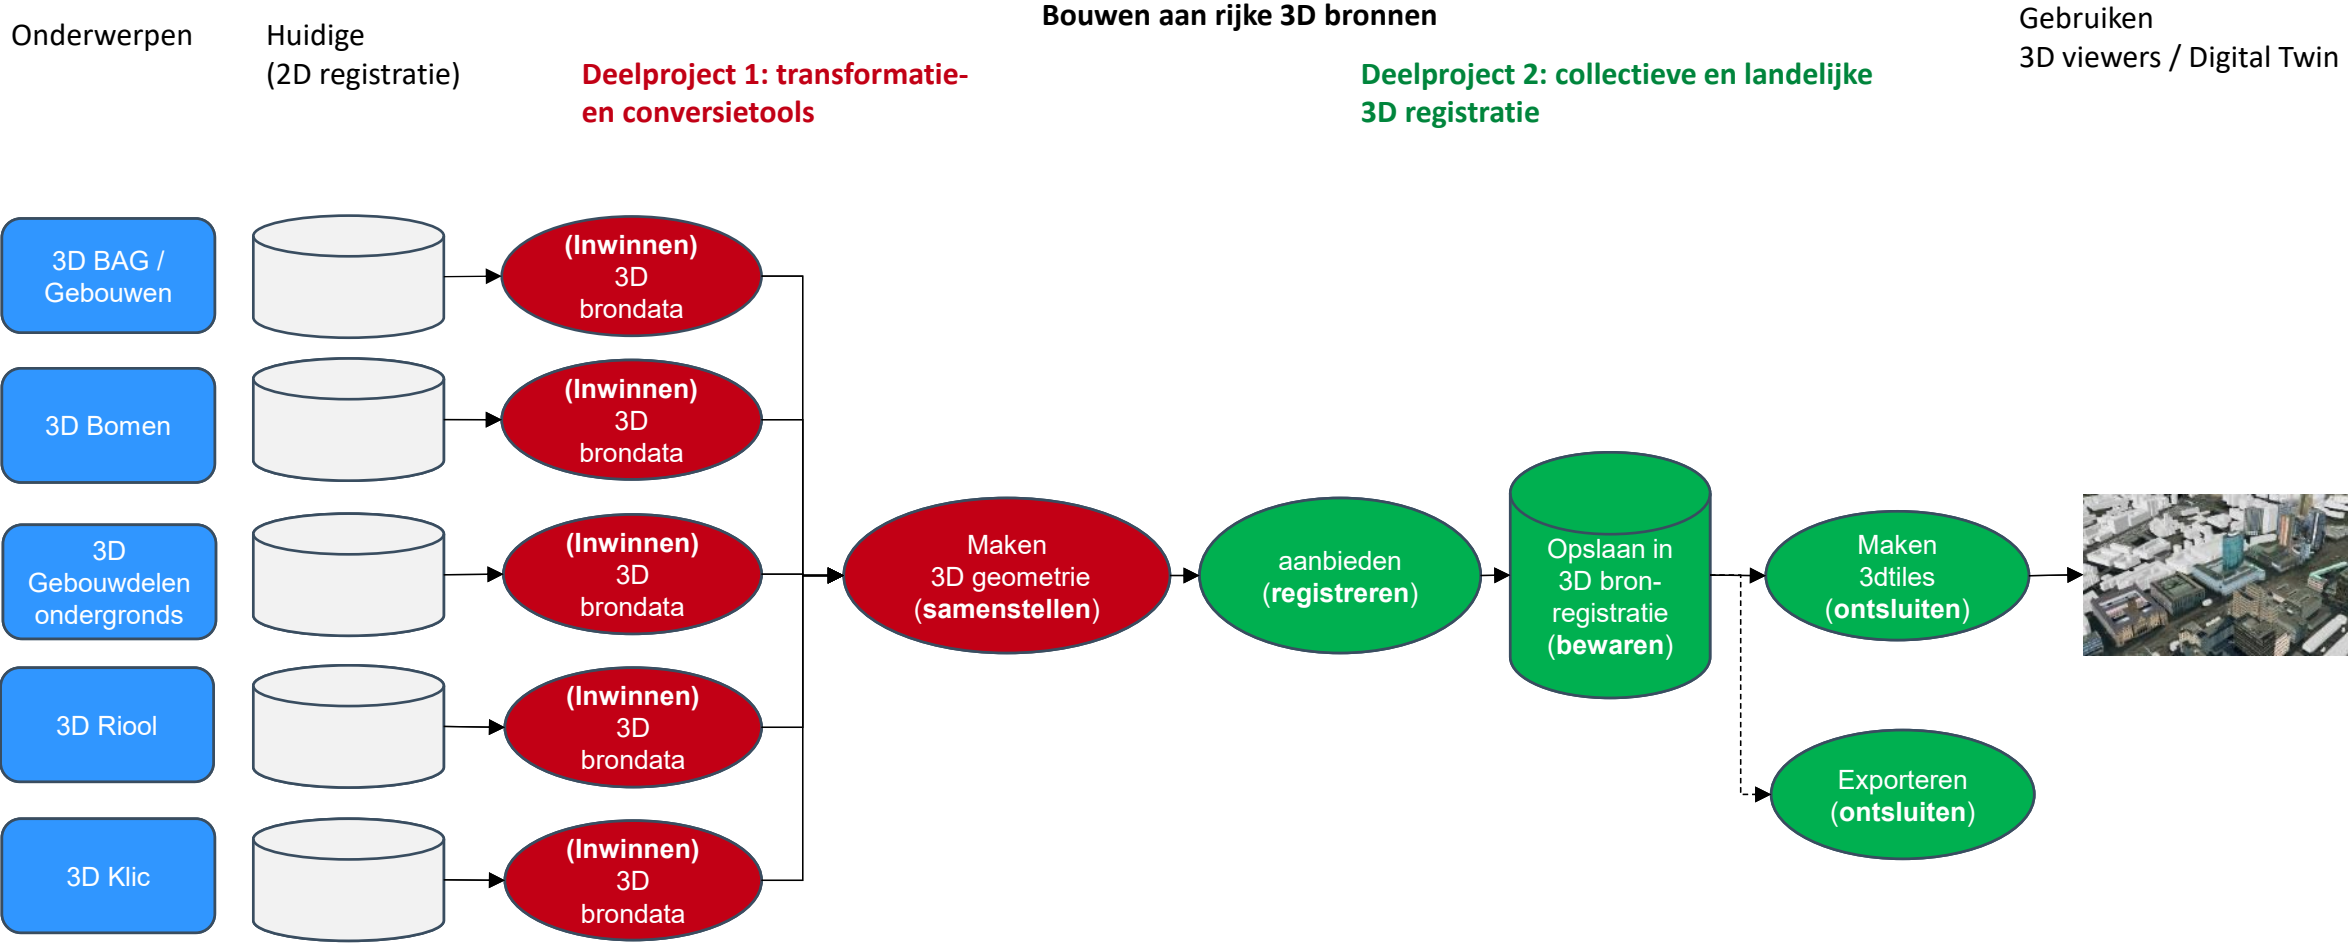 Bouwen aan rijke 3D bronnen
Onderwerpen
Huidige
(2D registratie)
Deelproject 1: transformatie-
en conversietools
Deelproject 2: collectieve en landelijke
3D registratie
Gebruiken
3D viewers / Digital Twin
3D BAG /
Gebouwen
(Inwinnen)
3D
brondata
3D Bomen
(Inwinnen)
3D
brondata
3D
Gebouwdelen
ondergronds
(Inwinnen)
3D
brondata
3D Riool
(Inwinnen)
3D
brondata
3D Klic
(Inwinnen)
3D
brondata
Maken
3D geometrie
(samenstellen)
aanbieden
(registreren)
Opslaan in
3D bron-
registratie
(bewaren)
Maken
3dtiles
(ontsluiten)
Exporteren
(ontsluiten)